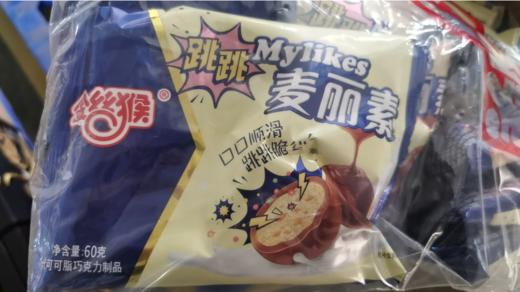 跳跳
Mylikes
麦丽素
金丝猴®
口口顺滑
跳跳脆
净含量:60克
可可脂巧克力制品